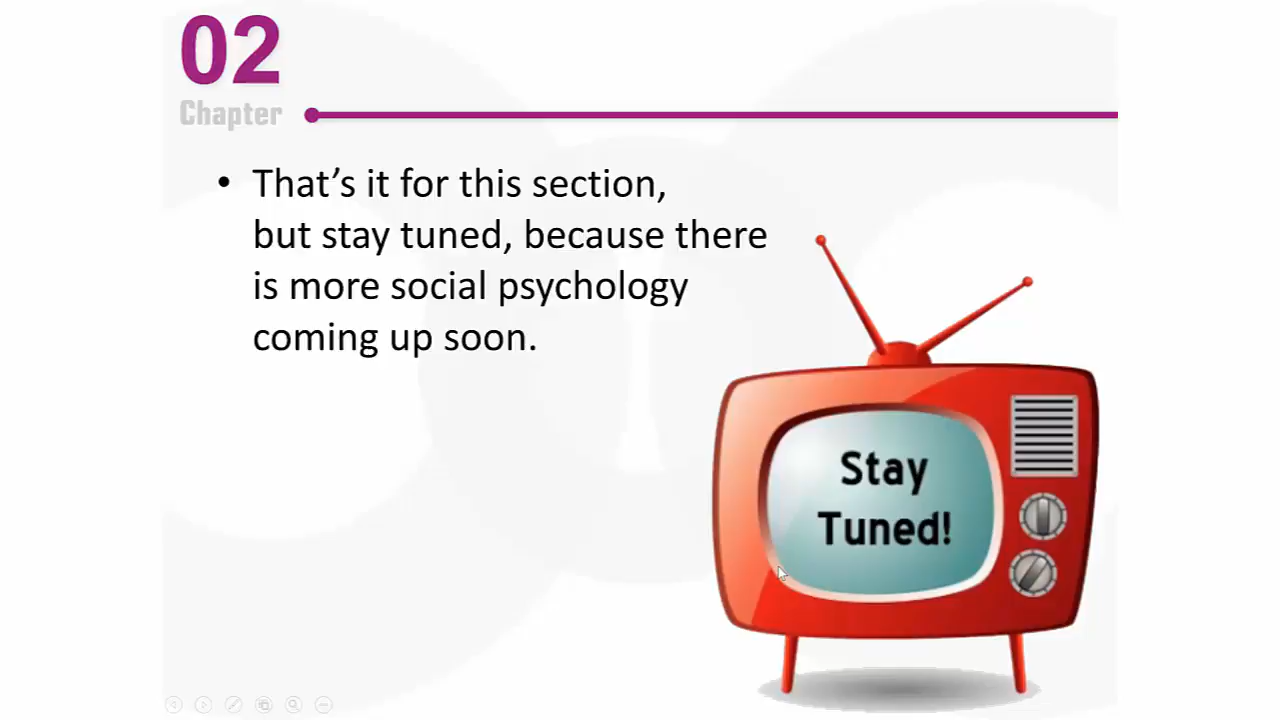 02
Chapter
• That’s it for this section,
but stay tuned, because there
is more social psychology
coming up soon.
Stay
Tuned!